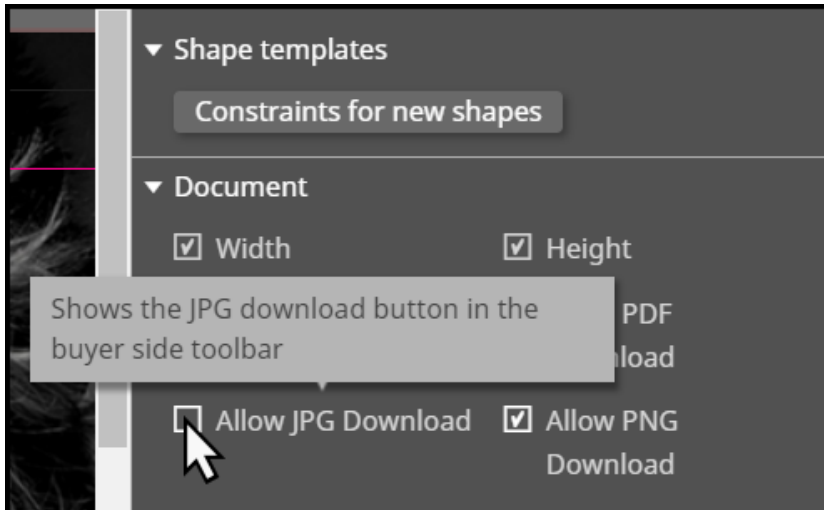 Shape templates
Constraints for new shapes
Document
Width
Height
Shows the JPG download button in the
buyer side toolbar
PDF
Allow JPG Download
Allow PNG
Download